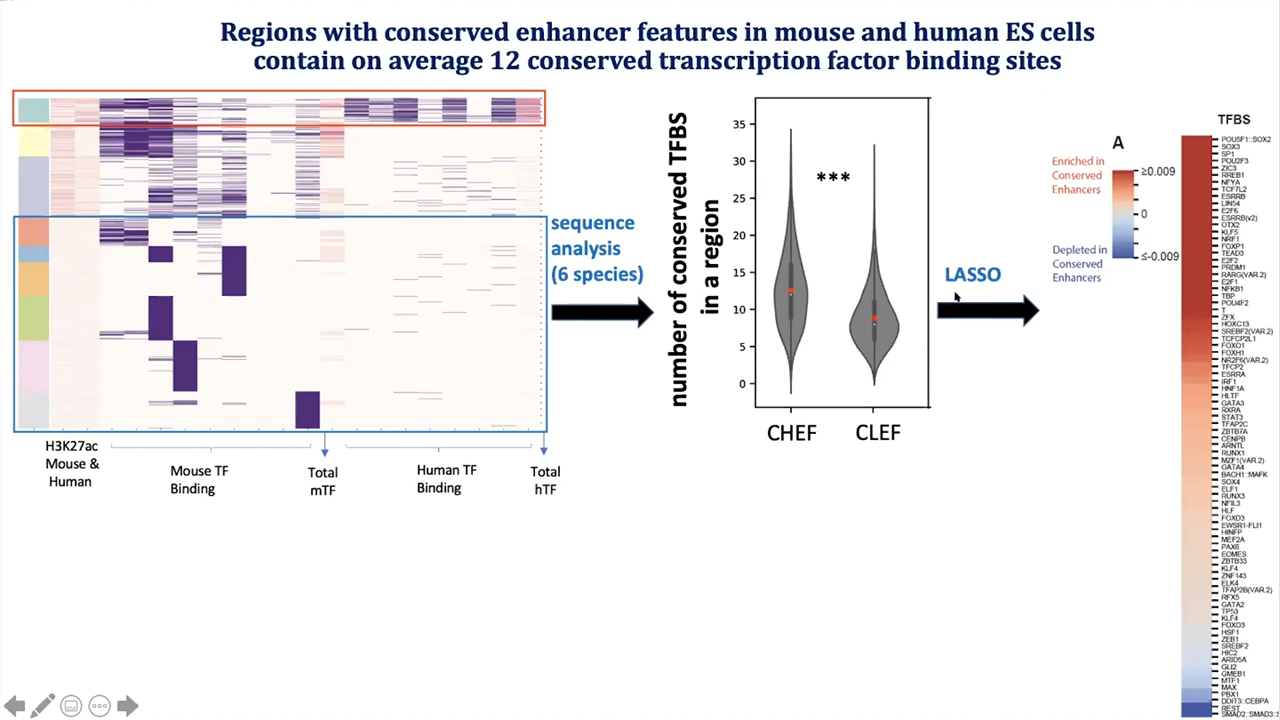 Regions with conserved enhancer features in mouse and human ES cells
contain on average 12 conserved transcription factor binding sites
H3K27ac
Mouse &
Human
Mouse TF
Binding
Total
mTF
Human TF
Binding
Total
hTF
sequence
analysis
(6 species)
number of conserved TFBS
in a region
35
30
25
20
15
10
5
0
***
CHEF
CLEF
LASSO
A
Enriched in
Conserved
Enhancers
Depleted in
Conserved
Enhancers
≥0.009
0
≤-0.009
TFBS
POU5F1::SOX2
SOX3
SP1
POU2F3
ZIC3
RREB1
NFYA
TCF7L2
ESRRB
LIN54
E2F6
ESRRB(v2)
OTX2
KLF5
NRF1
FOXP1
TEAD3
E2F2
PRDM1
RARG(VAR.2)
E2F1
NFKB1
TBP
POU4F2
T
ZFX
HOXC13
SREBF2(VAR.2)
TCFCP2L1
FOXO1
FOXH1
NR2F6(VAR.2)
TFCP2
ESRRA
IRF1
HNF1A
HLTF
GATA3
RXRA
STAT3
TFAP2C
ZBTB7A
CENPB
ARNTL
RUNX1
MZF1(VAR.2)
GATA4
BACH1::MAFK
SOX4
ELF1
RUNX3
NFIL3
HLF
FOXD3
EWSR1-FLI1
HINFP
MEF2A
PAX6
EOMES
ZBTB33
KLF4
ZNF143
ELK4
TFAP2B(VAR.2)
RFX5
GATA2
TP53
KLF4
FOXO3
HSF1
ZEB1
SREBF2
HIC2
ARID5A
GLI2
GMEB1
MTF1
MAX
PBX1
DDIT3::CEBPA
REST
SMAD2::SMAD3::S